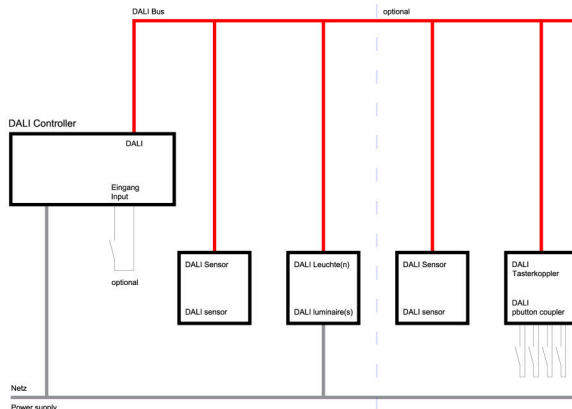 DALI Bus
optional
DALI Controller
DALI
Eingang
Input
optional
DALI Sensor
DALI sensor
DALI Leuchte(n)
DALI luminaire(s)
DALI Sensor
DALI sensor
DALI
Tasterkoppler
DALI
pbutton coupler
Netz
Power supply